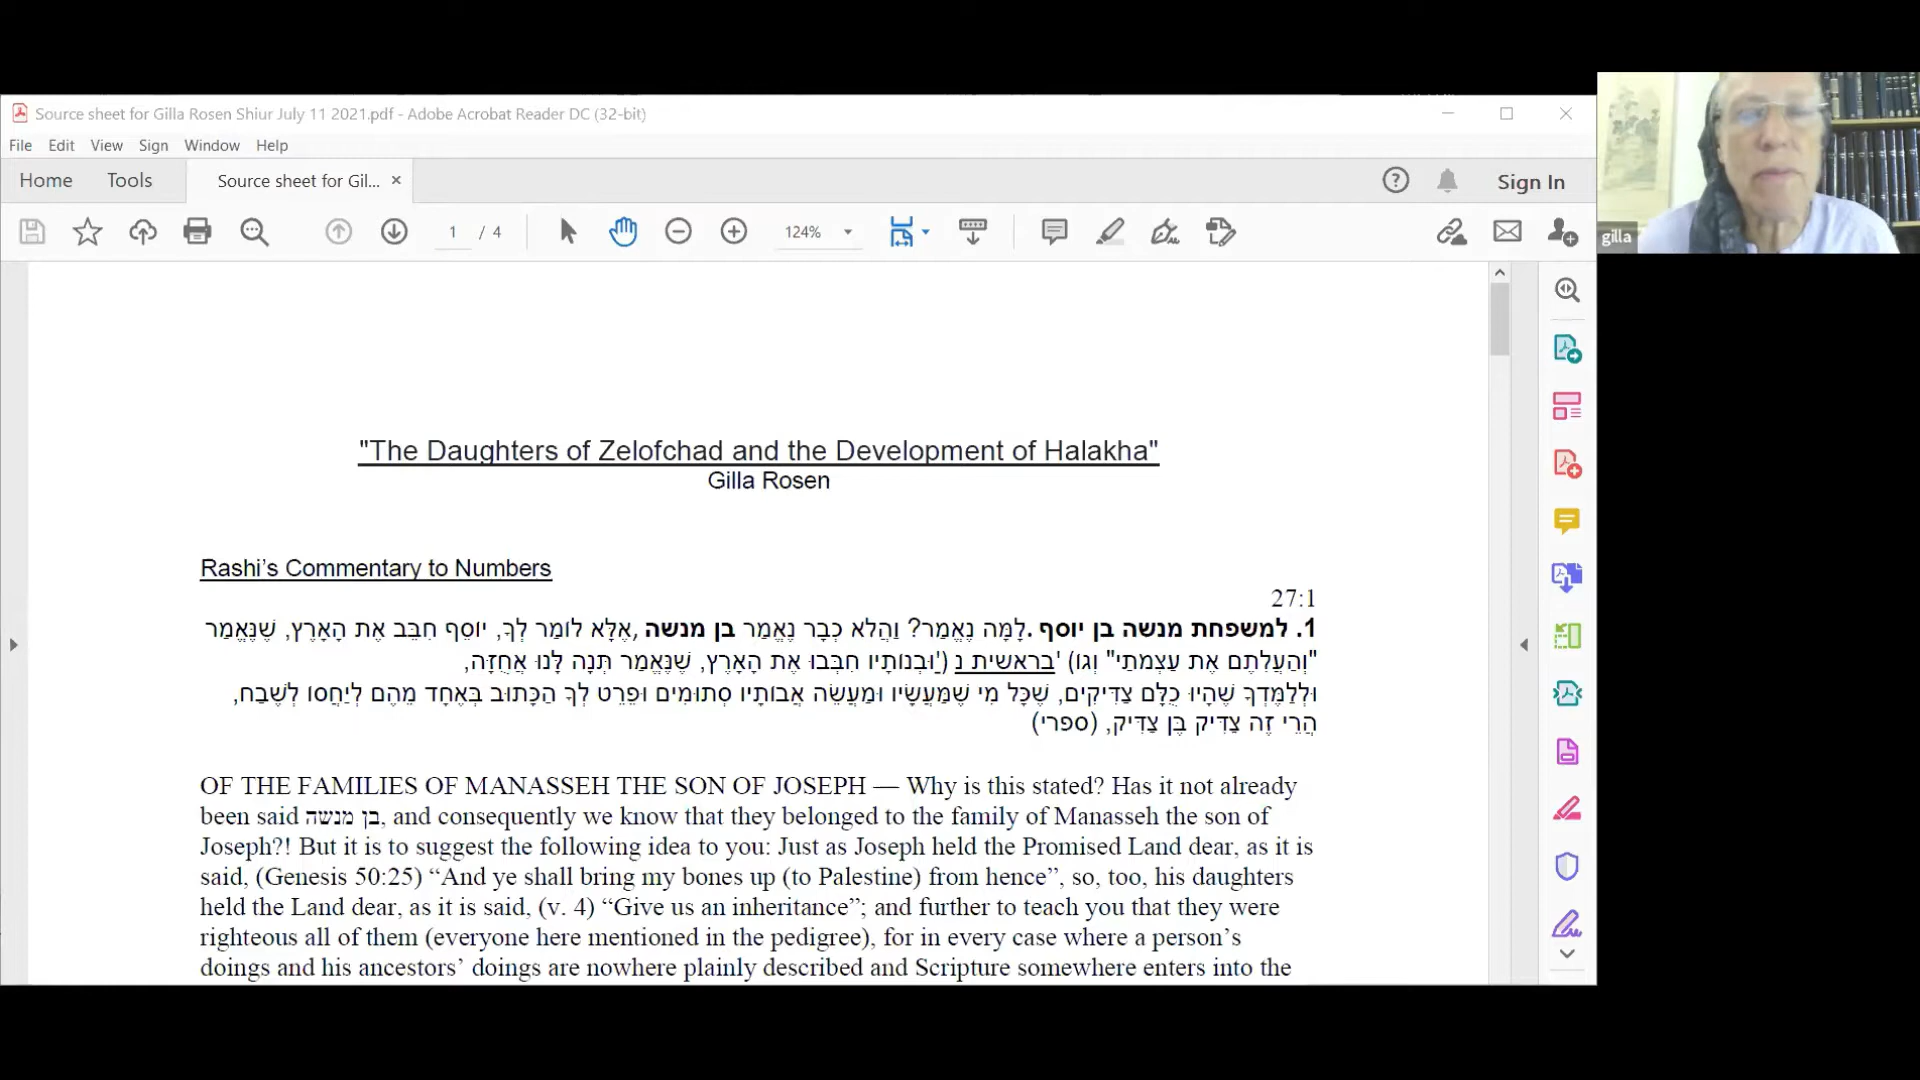 Source sheet for Gilla Rosen Shiur July 11 2021.pdf - Adobe Acrobat Reader DC (32-bit)
File Edit View Sign Window Help
Home Tools Source sheet for Gil... × Sign In
1 / 4 124%
gilla
"The Daughters of Zelofchad and the Development of Halakha"
Gilla Rosen
Rashi's Commentary to Numbers
27:1
1. למשפחת מנשה בן יוסף. לָמָּה נֶאֱמַר? וַהֲלֹא כְבָר נֶאֱמַר בן מנשה, אֶלָּא לוֹמַר לְךָ, יוֹסֵף חִבֵּב אֶת הָאָרֶץ, שֶׁנֶּאֱמַר
"וְהַעֲלִתֶם אֶת עַצְמֹתַי" וְגוֹ' (בראשית נ') וּבְנוֹתָיו חִבְּבוּ אֶת הָאָרֶץ, שֶׁנֶּאֱמַר תְּנָה לָּנוּ אֲחֻזָּה,
וּלְלַמֶּדְךָ שֶׁהָיוּ כֻלָּם צַדִּיקִים, שֶׁכָּל מִי שֶׁמַּעֲשָׂיו וּמַעֲשֵׂה אֲבוֹתָיו סְתוּמִים וּפֵרֵט לְךָ הַכָּתוּב בְּאֶחָד מֵהֶם לְיַחֲסוֹ לְשֶׁבַח,
הֲרֵי זֶה צַדִּיק בֶּן צַדִּיק, (ספרי)
OF THE FAMILIES OF MANASSEH THE SON OF JOSEPH — Why is this stated? Has it not already
been said בן מנשה, and consequently we know that they belonged to the family of Manasseh the son of
Joseph?! But it is to suggest the following idea to you: Just as Joseph held the Promised Land dear, as it is
said, (Genesis 50:25) “And ye shall bring my bones up (to Palestine) from hence”, so, too, his daughters
held the Land dear, as it is said, (v. 4) “Give us an inheritance”; and further to teach you that they were
righteous all of them (everyone here mentioned in the pedigree), for in every case where a person’s
doings and his ancestors’ doings are nowhere plainly described and Scripture somewhere enters into the